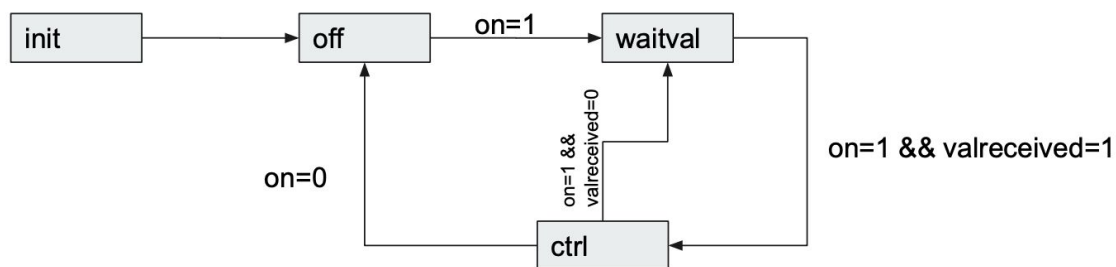 init
off
on=1
waitval
on=1 &&
valreceived=0
on=1 && valreceived=1
on=0
ctrl